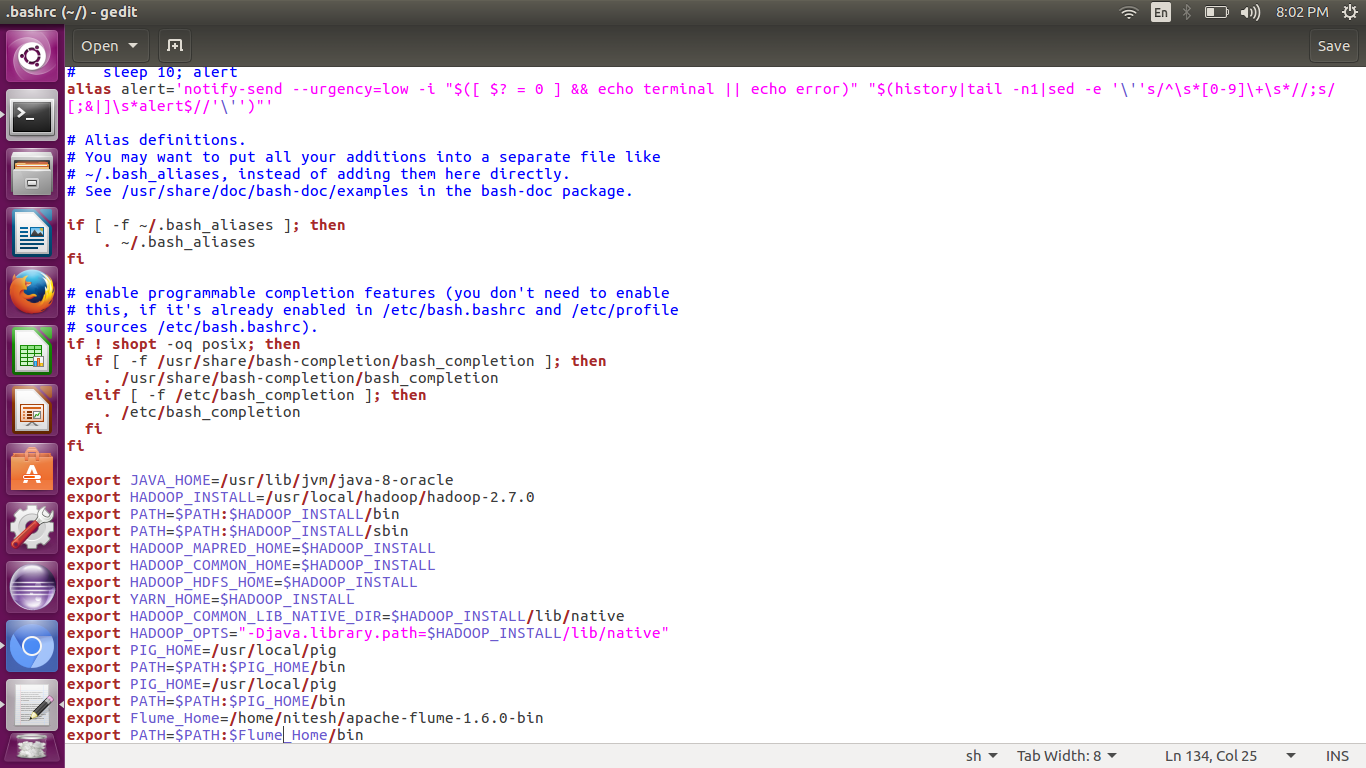 .bashrc (~/) - gedit
En
8:02 PM
Open
Save
#   sleep 10; alert
alias alert='notify-send --urgency=low -i "$([ $? = 0 ] && echo terminal || echo error)" "$(history|tail -n1|sed -e '\''s/^\s*[0-9]\+\s*//;s/
[;&|]\s*alert$//'\'')"'
# Alias definitions.
# You may want to put all your additions into a separate file like
# ~/.bash_aliases, instead of adding them here directly.
# See /usr/share/doc/bash-doc/examples in the bash-doc package.
if [ -f ~/.bash_aliases ]; then
    . ~/.bash_aliases
fi
# enable programmable completion features (you don't need to enable
# this, if it's already enabled in /etc/bash.bashrc and /etc/profile
# sources /etc/bash.bashrc).
if ! shopt -oq posix; then
  if [ -f /usr/share/bash-completion/bash_completion ]; then
    . /usr/share/bash-completion/bash_completion
  elif [ -f /etc/bash_completion ]; then
    . /etc/bash_completion
  fi
fi
export JAVA_HOME=/usr/lib/jvm/java-8-oracle
export HADOOP_INSTALL=/usr/local/hadoop/hadoop-2.7.0
export PATH=$PATH:$HADOOP_INSTALL/bin
export PATH=$PATH:$HADOOP_INSTALL/sbin
export HADOOP_MAPRED_HOME=$HADOOP_INSTALL
export HADOOP_COMMON_HOME=$HADOOP_INSTALL
export HADOOP_HDFS_HOME=$HADOOP_INSTALL
export YARN_HOME=$HADOOP_INSTALL
export HADOOP_COMMON_LIB_NATIVE_DIR=$HADOOP_INSTALL/lib/native
export HADOOP_OPTS="-Djava.library.path=$HADOOP_INSTALL/lib/native"
export PIG_HOME=/usr/local/pig
export PATH=$PATH:$PIG_HOME/bin
export PIG_HOME=/usr/local/pig
export PATH=$PATH:$PIG_HOME/bin
export Flume_Home=/home/nitesh/apache-flume-1.6.0-bin
export PATH=$PATH:$Flume_Home/bin
sh
Tab Width: 8
Ln 134, Col 25
INS